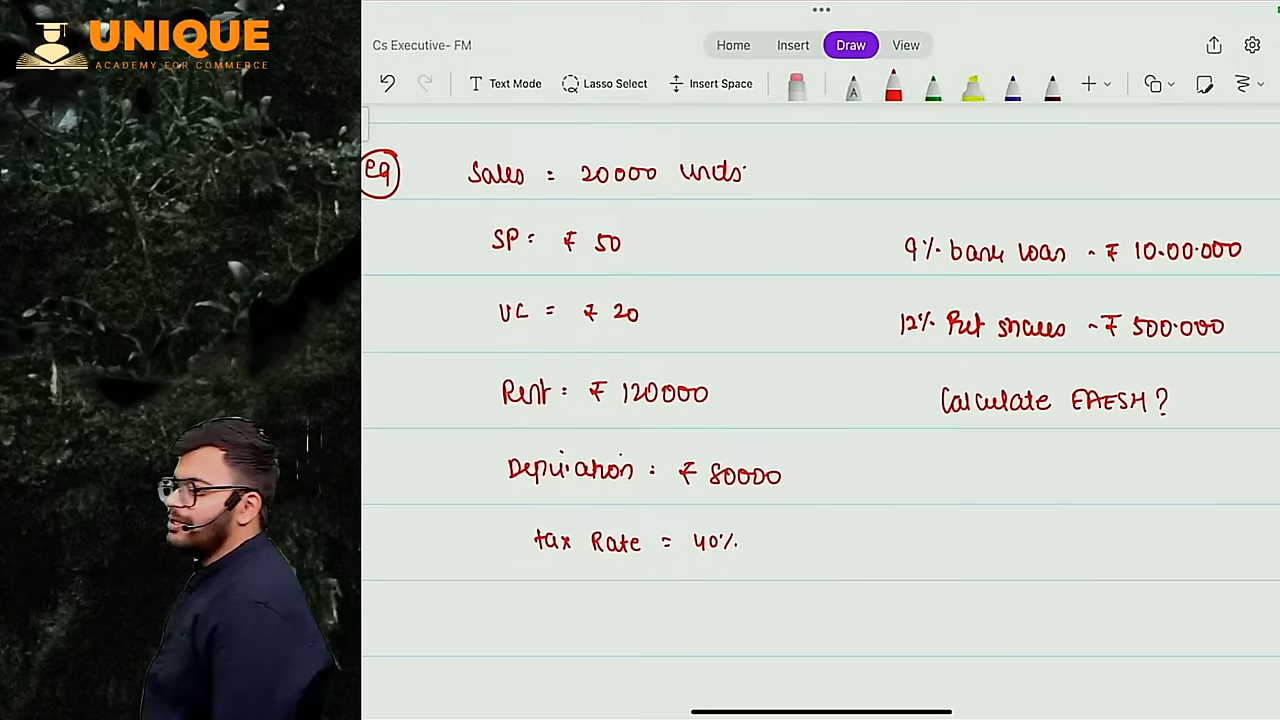 UNIQUE
ACADEMY FOR COMMERCE
Cs Executive- FM
Home Insert Draw View
Text Mode Lasso Select Insert Space
eg
Sales = 20000 units
SP = ₹ 50
VC = ₹ 20
Rent = ₹ 120000
Depriation = ₹ 80000
tax Rate = 40%
9% bank loan - ₹ 10.00.000
12% Pref shares - ₹ 500.000
Calculate EAESH?